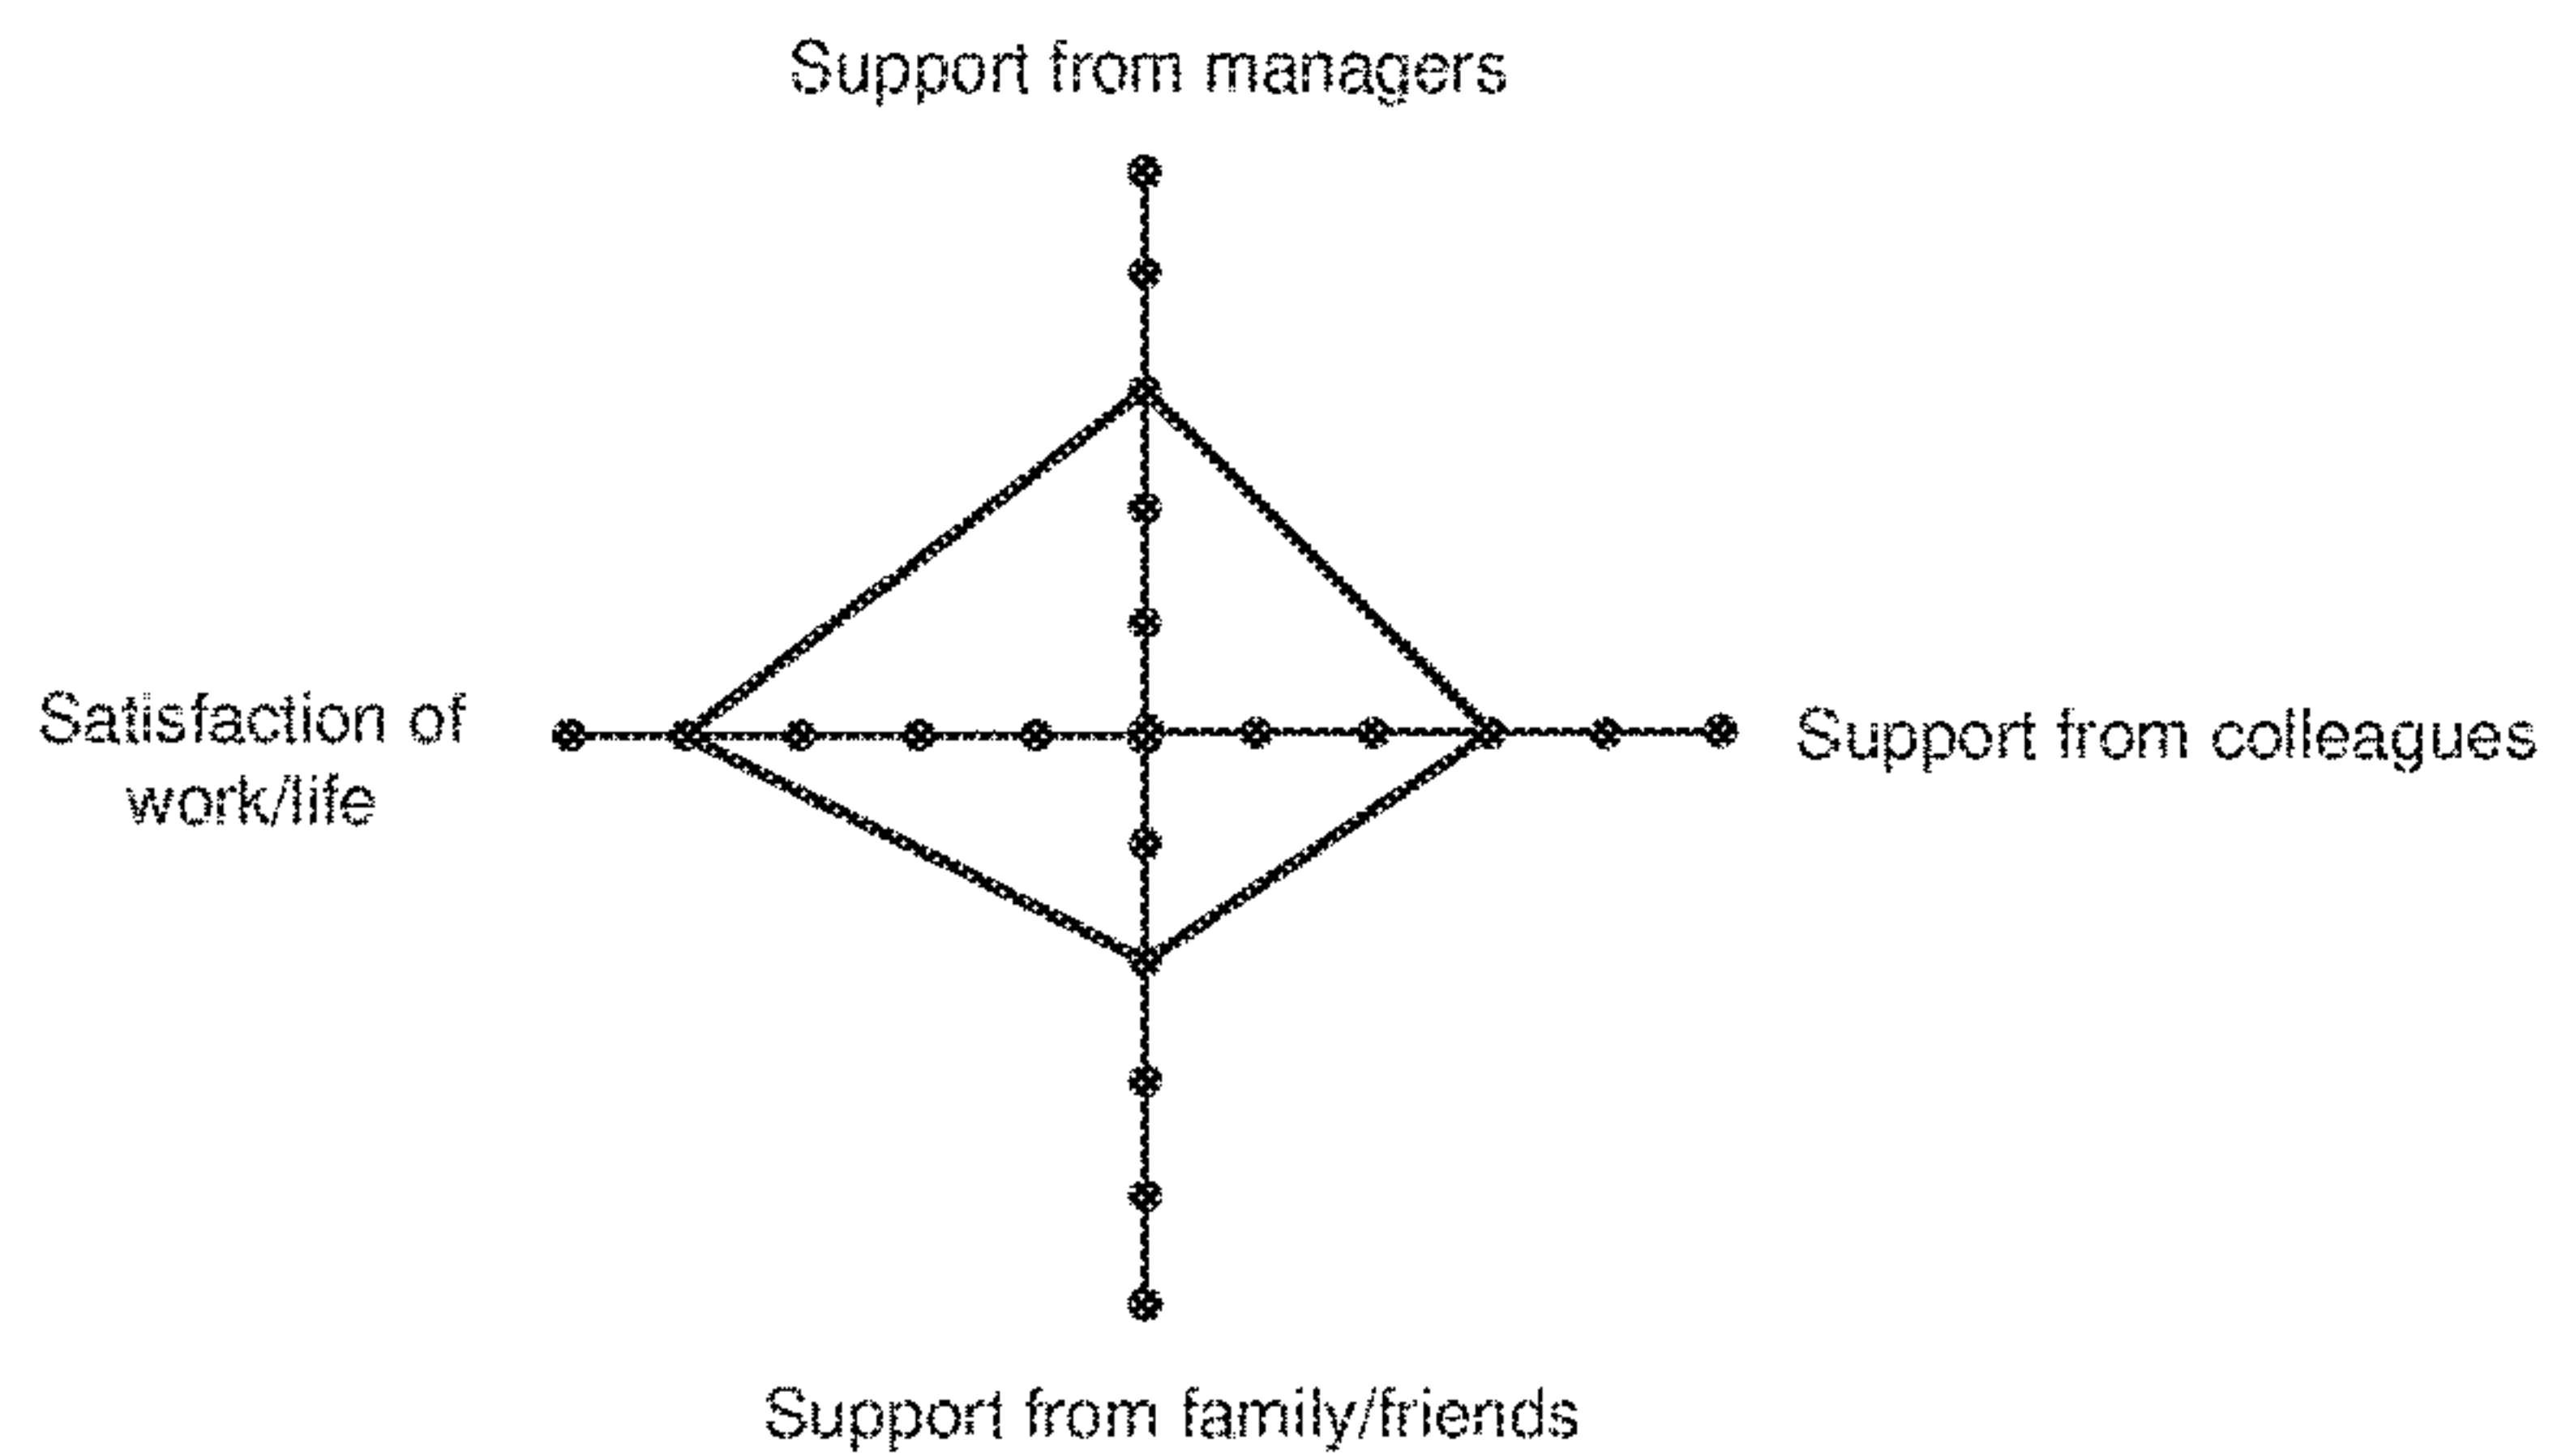 Support from managers
Satisfaction of
work/life
Support from colleagues
Support from family/friends